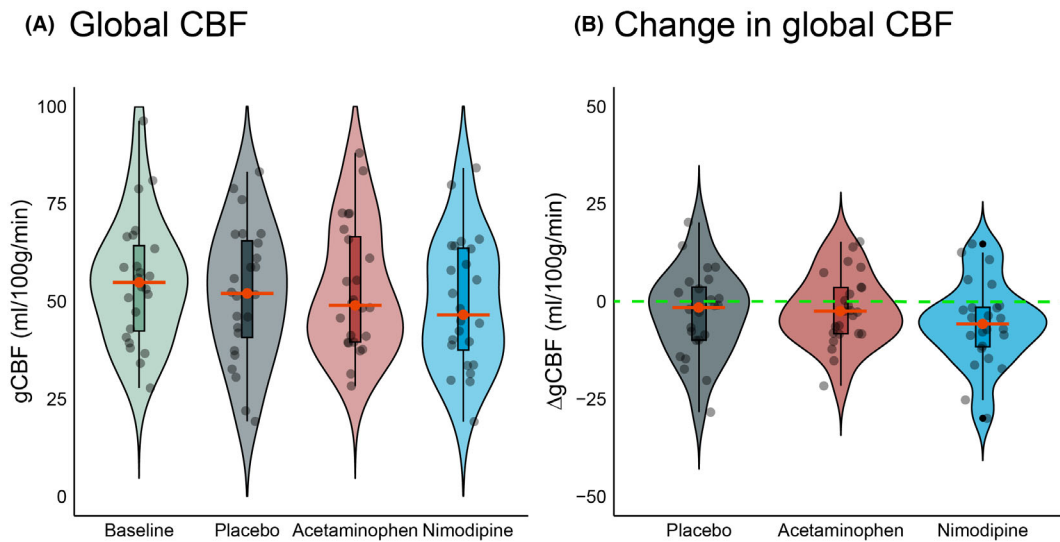 (A) Global CBF
gCBF (ml/100g/min)
100
75
50
25
0
Baseline Placebo Acetaminophen Nimodipine
(B) Change in global CBF
ΔgCBF (ml/100g/min)
50
25
0
−25
−50
Placebo Acetaminophen Nimodipine